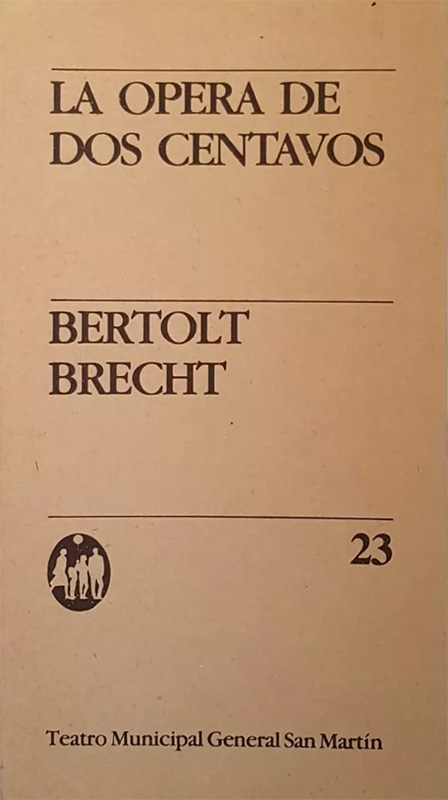 LA OPERA DE
DOS CENTAVOS
BERTOLT
BRECHT
23
Teatro Municipal General San Martín